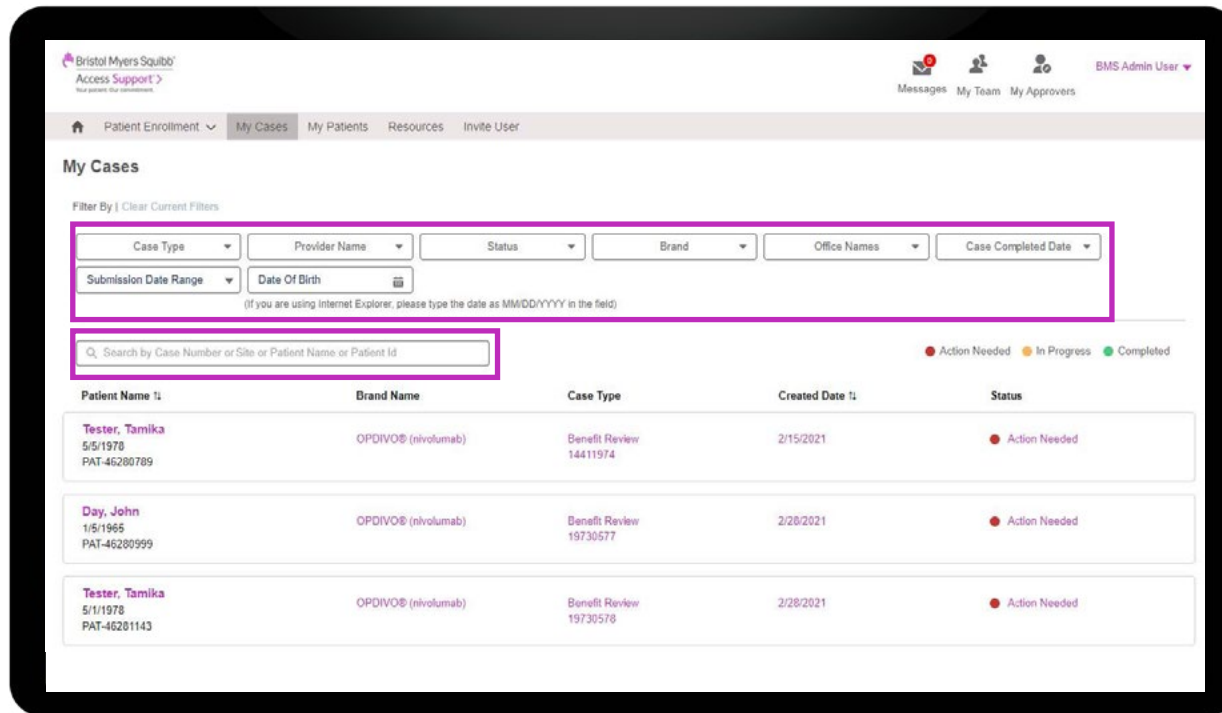 Bristol Myers Squibb™
Access Support®
Your patient. Our commitment.
0
Messages
My Team
My Approvers
BMS Admin User
Patient Enrollment
My Cases
My Patients
Resources
Invite User
My Cases
Filter By | Clear Current Filters
Case Type
Provider Name
Status
Brand
Office Names
Case Completed Date
Submission Date Range
Date Of Birth
(If you are using Internet Explorer, please type the date as MM/DD/YYYY in the field)
Search by Case Number or Site or Patient Name or Patient Id
Action Needed
In Progress
Completed
Patient Name
Brand Name
Case Type
Created Date
Status
Tester, Tamika
5/5/1978
PAT-46280789
OPDIVO® (nivolumab)
Benefit Review
14411974
2/15/2021
Action Needed
Day, John
1/5/1965
PAT-46280999
OPDIVO® (nivolumab)
Benefit Review
19730577
2/28/2021
Action Needed
Tester, Tamika
5/1/1978
PAT-46281143
OPDIVO® (nivolumab)
Benefit Review
19730578
2/28/2021
Action Needed